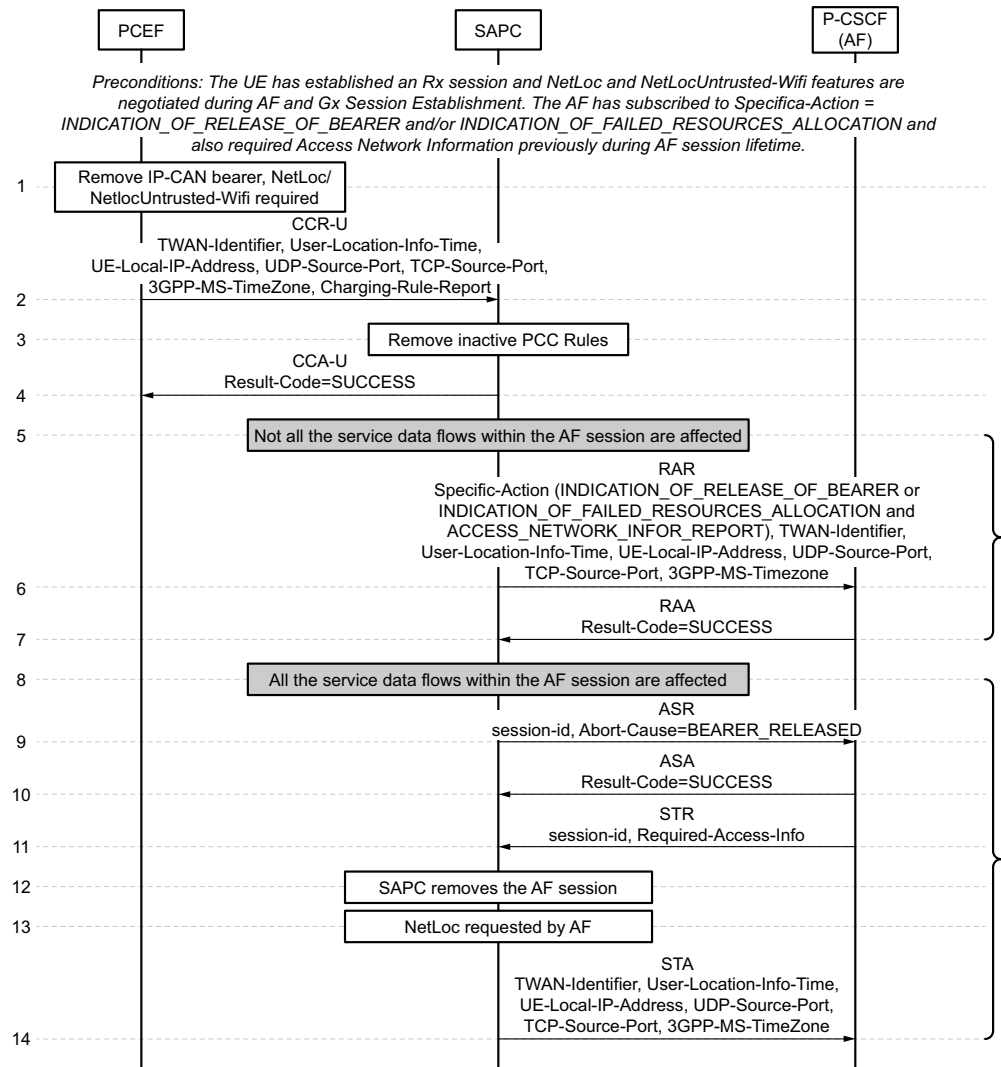 PCEF
SAPC
P-CSCF
(AF)
Preconditions: The UE has established an Rx session and NetLoc and NetLocUntrusted-Wifi features are
negotiated during AF and Gx Session Establishment. The AF has subscribed to Specifica-Action =
INDICATION_OF_RELEASE_OF_BEARER and/or INDICATION_OF_FAILED_RESOURCES_ALLOCATION and
also required Access Network Information previously during AF session lifetime.
1
Remove IP-CAN bearer, NetLoc/
NetlocUntrusted-Wifi required
CCR-U
TWAN-Identifier, User-Location-Info-Time,
UE-Local-IP-Address, UDP-Source-Port, TCP-Source-Port,
3GPP-MS-TimeZone, Charging-Rule-Report
2
3
Remove inactive PCC Rules
CCA-U
Result-Code=SUCCESS
4
5
Not all the service data flows within the AF session are affected
RAR
Specific-Action (INDICATION_OF_RELEASE_OF_BEARER or
INDICATION_OF_FAILED_RESOURCES_ALLOCATION and
ACCESS_NETWORK_INFOR_REPORT), TWAN-Identifier,
User-Location-Info-Time, UE-Local-IP-Address, UDP-Source-Port,
TCP-Source-Port, 3GPP-MS-Timezone
6
RAA
Result-Code=SUCCESS
7
8
All the service data flows within the AF session are affected
ASR
session-id, Abort-Cause=BEARER_RELEASED
9
ASA
Result-Code=SUCCESS
10
STR
session-id, Required-Access-Info
11
12
SAPC removes the AF session
13
NetLoc requested by AF
STA
TWAN-Identifier, User-Location-Info-Time,
UE-Local-IP-Address, UDP-Source-Port,
TCP-Source-Port, 3GPP-MS-TimeZone
14